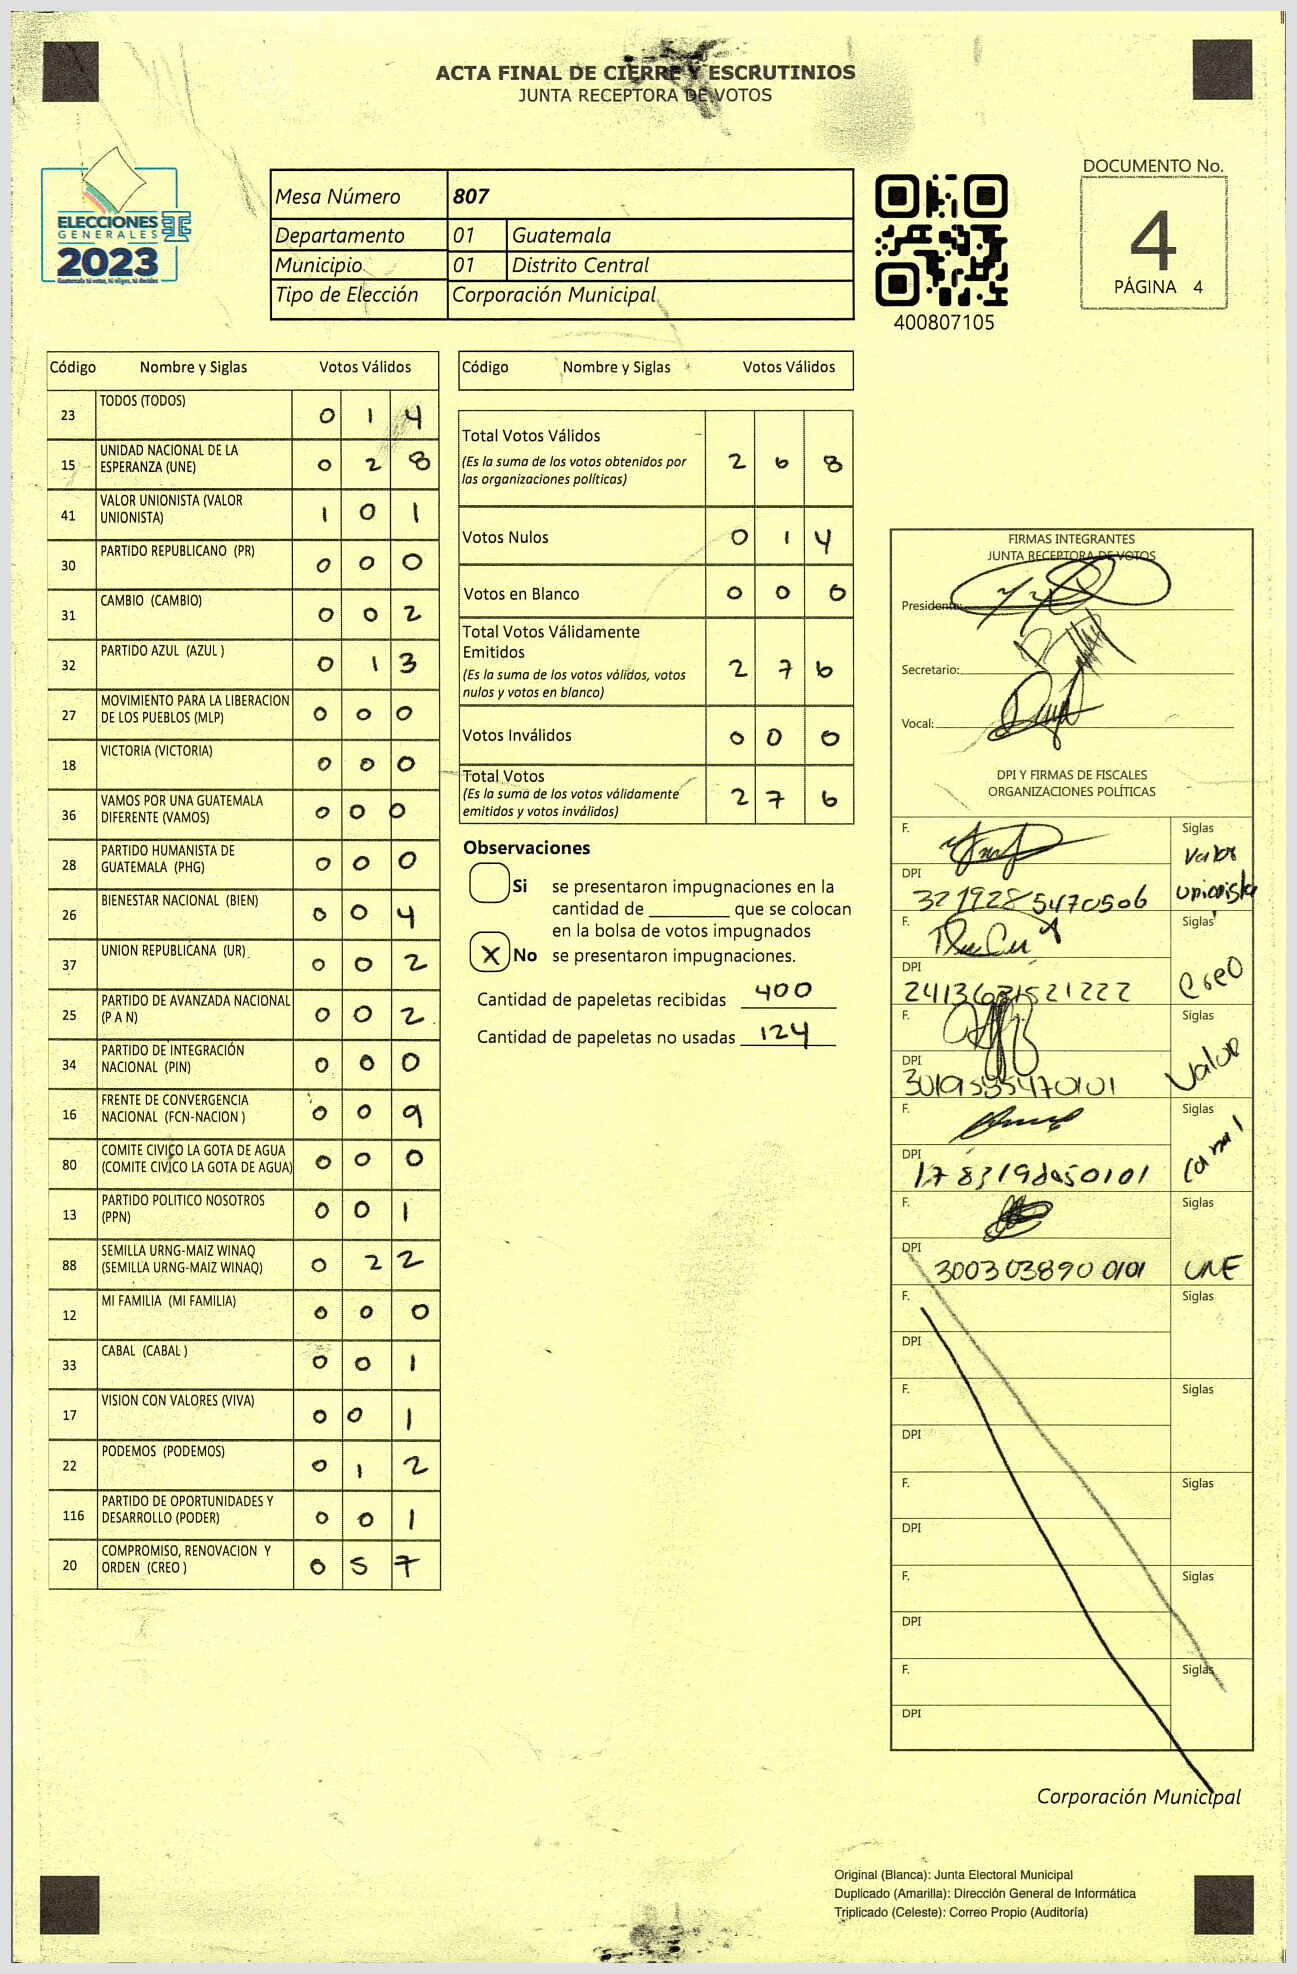 ACTA FINAL DE CIERRE Y ESCRUTINIOS
JUNTA RECEPTORA DE VOTOS
ELECCIONES
GENERALES
2023
Guatemala tú votas, tú eliges, tú decides
Mesa Número 807
Departamento 01 Guatemala
Municipio 01 Distrito Central
Tipo de Elección Corporación Municipal
400807105
DOCUMENTO No.
4
PÁGINA 4
Código Nombre y Siglas Votos Válidos
23 TODOS (TODOS) 0 1 4
15 UNIDAD NACIONAL DE LA ESPERANZA (UNE) 0 2 8
41 VALOR UNIONISTA (VALOR UNIONISTA) 1 0 1
30 PARTIDO REPUBLICANO (PR) 0 0 0
31 CAMBIO (CAMBIO) 0 0 2
32 PARTIDO AZUL (AZUL ) 0 1 3
27 MOVIMIENTO PARA LA LIBERACION DE LOS PUEBLOS (MLP) 0 0 0
18 VICTORIA (VICTORIA) 0 0 0
36 VAMOS POR UNA GUATEMALA DIFERENTE (VAMOS) 0 0 0
28 PARTIDO HUMANISTA DE GUATEMALA (PHG) 0 0 0
26 BIENESTAR NACIONAL (BIEN) 0 0 4
37 UNION REPUBLICANA (UR) 0 0 2
25 PARTIDO DE AVANZADA NACIONAL (P A N) 0 0 2
34 PARTIDO DE INTEGRACIÓN NACIONAL (PIN) 0 0 0
16 FRENTE DE CONVERGENCIA NACIONAL (FCN-NACION ) 0 0 9
80 COMITE CIVICO LA GOTA DE AGUA (COMITE CIVICO LA GOTA DE AGUA) 0 0 0
13 PARTIDO POLITICO NOSOTROS (PPN) 0 0 1
88 SEMILLA URNG-MAIZ WINAQ (SEMILLA URNG-MAIZ WINAQ) 0 2 2
12 MI FAMILIA (MI FAMILIA) 0 0 0
33 CABAL (CABAL ) 0 0 1
17 VISION CON VALORES (VIVA) 0 0 1
22 PODEMOS (PODEMOS) 0 1 2
116 PARTIDO DE OPORTUNIDADES Y DESARROLLO (PODER) 0 0 1
20 COMPROMISO, RENOVACION Y ORDEN (CREO ) 0 5 7
Código Nombre y Siglas Votos Válidos
Total Votos Válidos 2 6 8
(Es la suma de los votos obtenidos por
las organizaciones políticas)
Votos Nulos 0 1 4
Votos en Blanco 0 0 0
Total Votos Válidamente
Emitidos 2 7 6
(Es la suma de los votos válidos, votos
nulos y votos en blanco)
Votos Inválidos 0 0 0
Total Votos 2 7 6
(Es la suma de los votos válidamente
emitidos y votos inválidos)
Observaciones
Si se presentaron impugnaciones en la
cantidad de ________ que se colocan
en la bolsa de votos impugnados
X No se presentaron impugnaciones.
Cantidad de papeletas recibidas 400
Cantidad de papeletas no usadas 124
FIRMAS INTEGRANTES
JUNTA RECEPTORA DE VOTOS
Presidente:
Secretario:
Vocal:
DPI Y FIRMAS DE FISCALES
ORGANIZACIONES POLÍTICAS
F. Siglas Valor Unionista
DPI 3219285470506
F. Siglas Creo
DPI
F. Siglas Valor
DPI
F. Siglas
DPI
F. Siglas UNE
DPI 3003038900101
F. Siglas
DPI
F. Siglas
DPI
F. Siglas
DPI
F. Siglas
DPI
F. Siglas
DPI
Corporación Municipal
Original (Blanca): Junta Electoral Municipal
Duplicado (Amarilla): Dirección General de Informática
Triplicado (Celeste): Correo Propio (Auditoría)